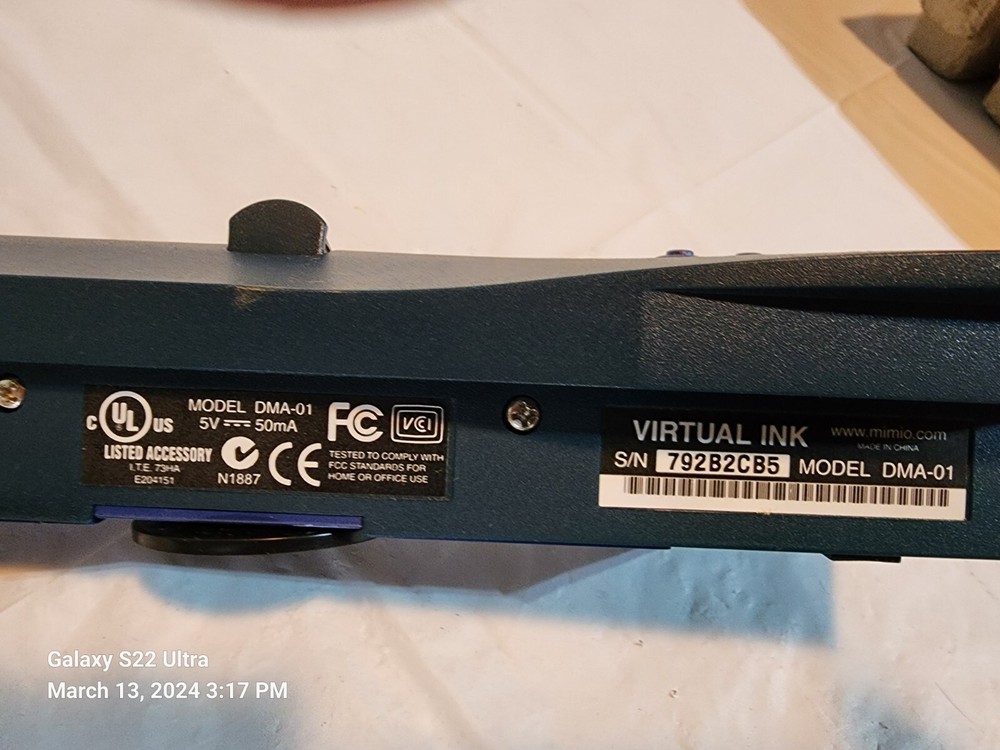 c UL US
MODEL DMA-01
5V 50mA
LISTED ACCESSORY
I.T.E. 73HA
E204151
N1887
CE
FC
VCI
TESTED TO COMPLY WITH
FCC STANDARDS FOR
HOME OR OFFICE USE
VIRTUAL INK www.mimio.com
MADE IN CHINA
S/N 792B2CB5 MODEL DMA-01
Galaxy S22 Ultra
March 13, 2024 3:17 PM